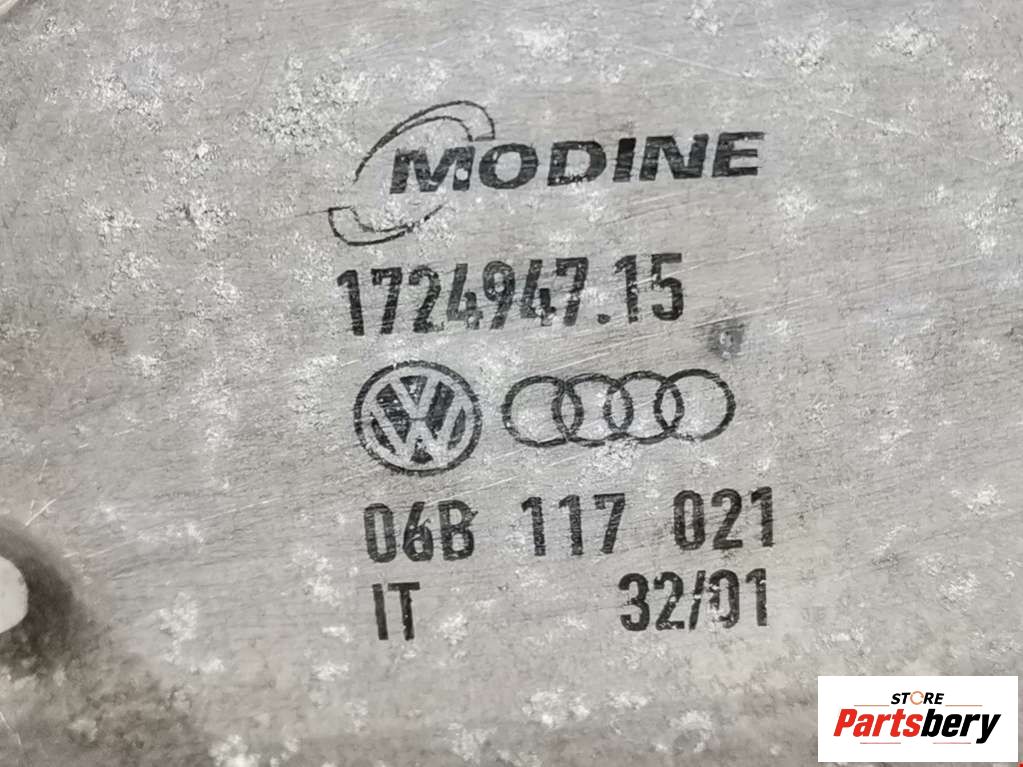 MODINE
1724947.15
06B 117 021
IT 32/01
STORE
Partsbery